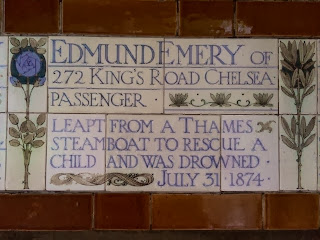 EDMUND EMERY OF
272 KING'S ROAD CHELSEA ·
PASSENGER ·
LEAPT FROM A THAMES
STEAMBOAT TO RESCUE A
CHILD AND WAS DROWNED ·
JULY 31 · 1874 ·